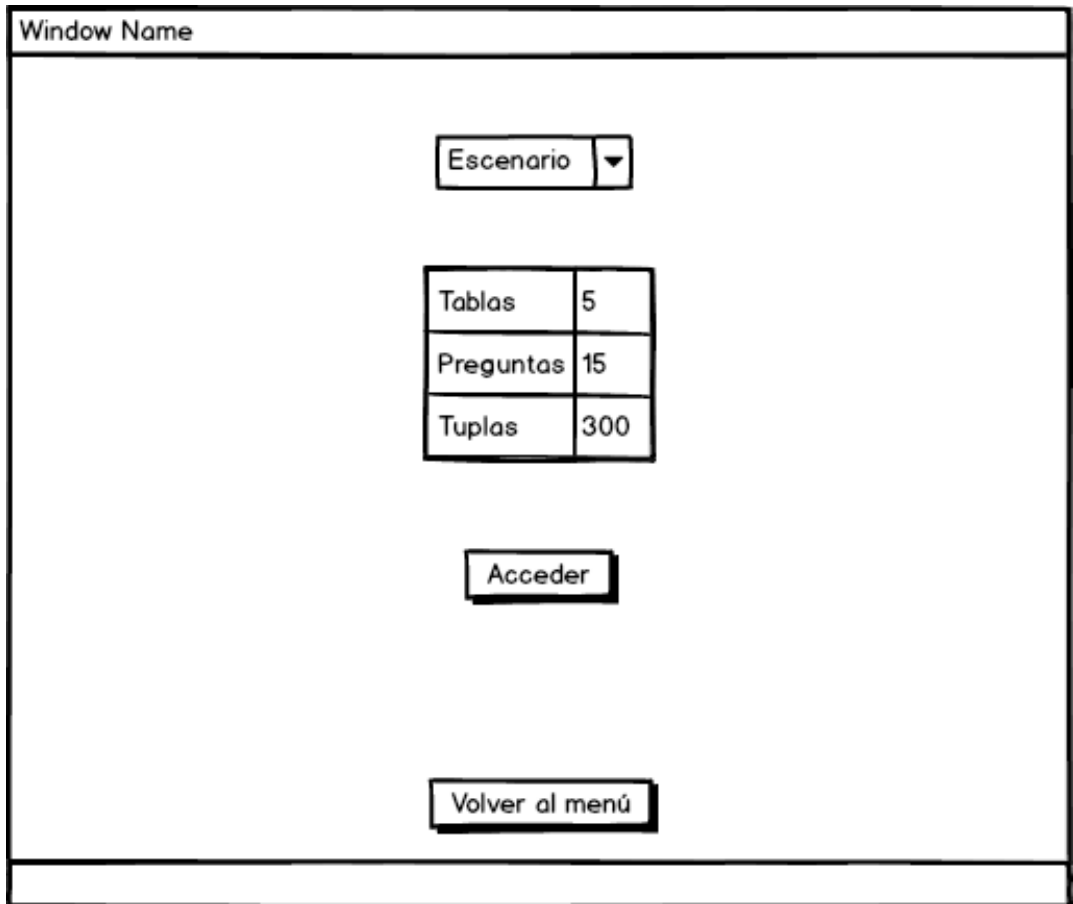 Window Name
Escenario
Tablas 5
Preguntas 15
Tuplas 300
Acceder
Volver al menú